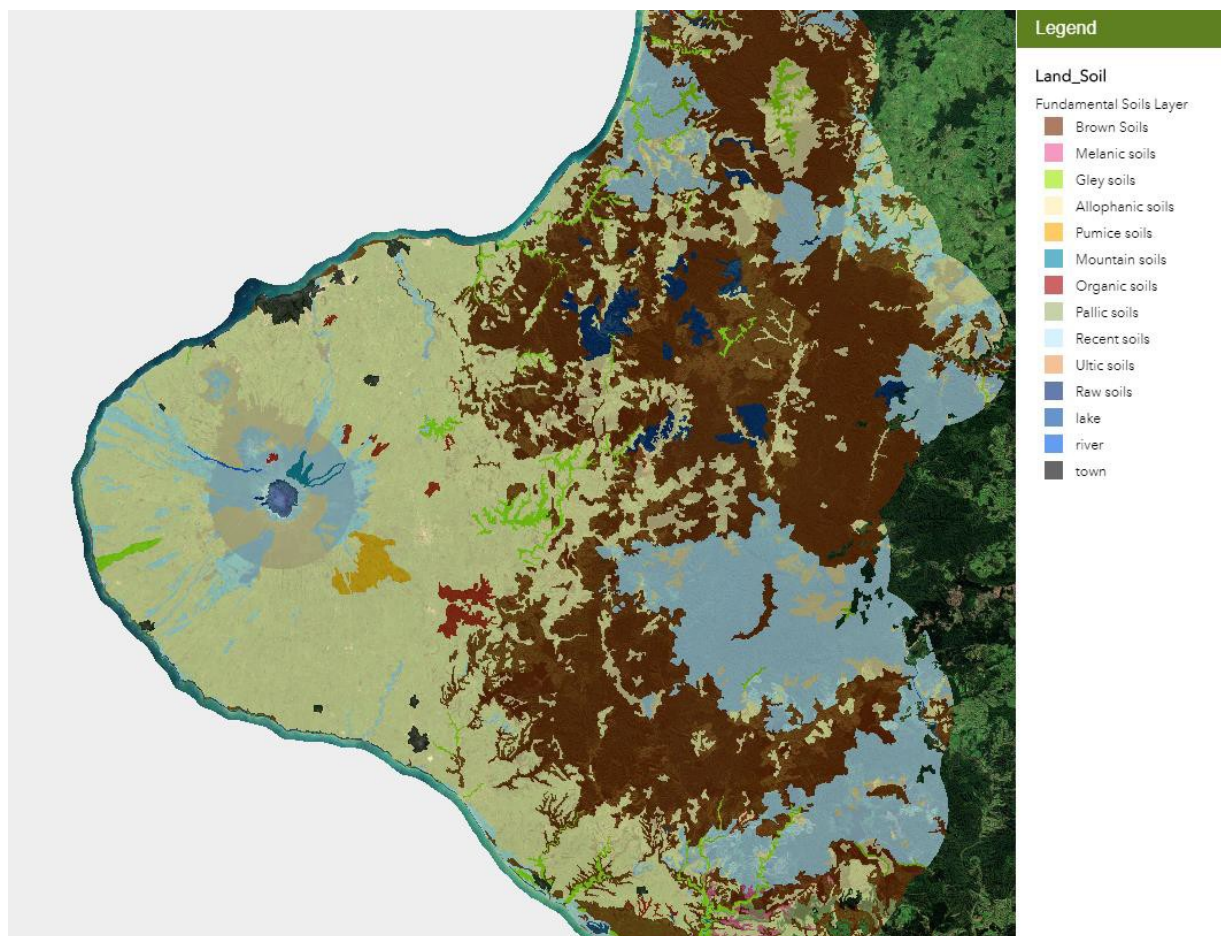 Legend
Land_Soil
Fundamental Soils Layer
Brown Soils
Melanic soils
Gley soils
Allophanic soils
Pumice soils
Mountain soils
Organic soils
Pallic soils
Recent soils
Ultic soils
Raw soils
lake
river
town